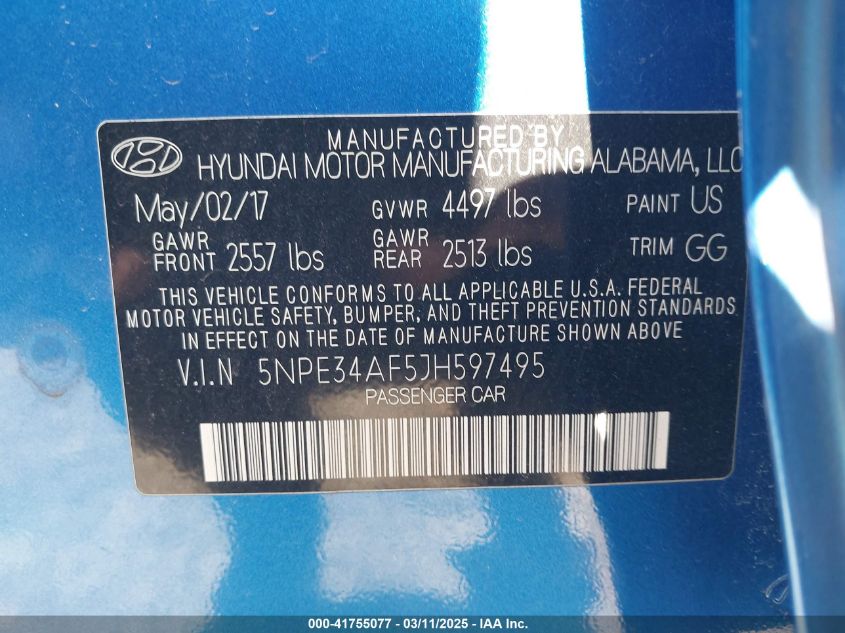 MANUFACTURED BY
HYUNDAI MOTOR MANUFACTURING ALABAMA, LLC
May/02/17 GVWR 4497 lbs PAINT US
GAWR FRONT 2557 lbs GAWR REAR 2513 lbs TRIM GG
THIS VEHICLE CONFORMS TO ALL APPLICABLE U.S.A. FEDERAL
MOTOR VEHICLE SAFETY, BUMPER, AND THEFT PREVENTION STANDARDS
IN EFFECT ON THE DATE OF MANUFACTURE SHOWN ABOVE.
V.I.N 5NPE34AF5JH597495
PASSENGER CAR
000-41755077 - 03/11/2025 - IAA Inc.